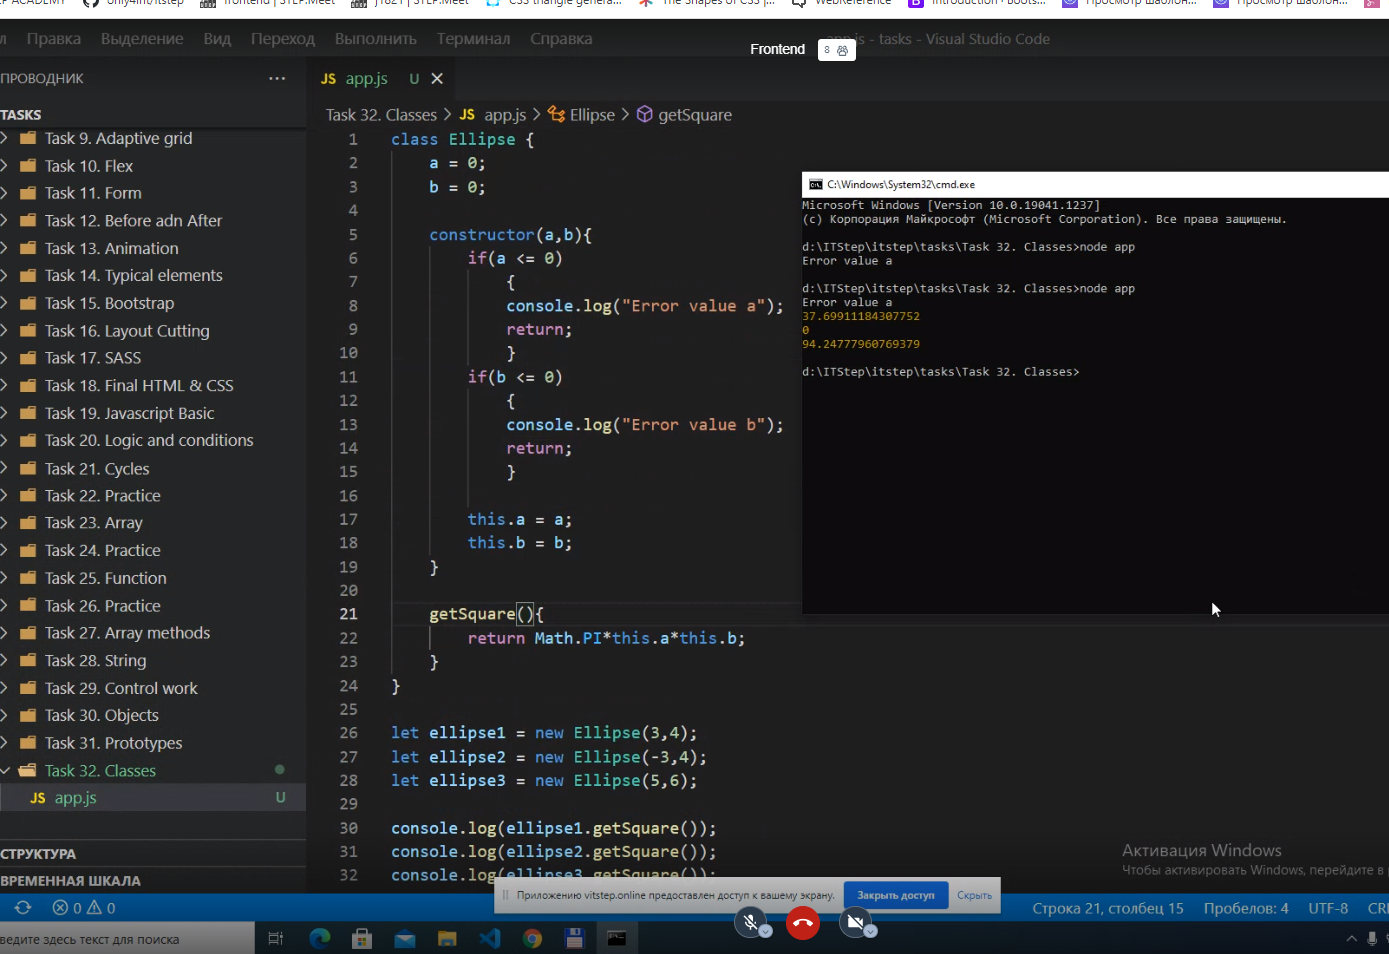 EP ACADEMY
only4int/itstep
frontend | STEP.Meet
j1821 | STEP.Meet
CSS triangle genera...
The Shapes of CSS |...
WebReference
Introduction · Boots...
Просмотр шаблон...
Просмотр шаблон...
Правка Выделение Вид Переход Выполнить Терминал Справка
app.js - tasks - Visual Studio Code
Frontend 8
ПРОВОДНИК ···
JS app.js U
TASKS
Task 32. Classes > JS app.js > Ellipse > getSquare
Task 9. Adaptive grid
Task 10. Flex
Task 11. Form
Task 12. Before adn After
Task 13. Animation
Task 14. Typical elements
Task 15. Bootstrap
Task 16. Layout Cutting
Task 17. SASS
Task 18. Final HTML & CSS
Task 19. Javascript Basic
Task 20. Logic and conditions
Task 21. Cycles
Task 22. Practice
Task 23. Array
Task 24. Practice
Task 25. Function
Task 26. Practice
Task 27. Array methods
Task 28. String
Task 29. Control work
Task 30. Objects
Task 31. Prototypes
Task 32. Classes
JS app.js U
СТРУКТУРА
ВРЕМЕННАЯ ШКАЛА
1 class Ellipse {
2 a = 0;
3 b = 0;
4
5 constructor(a,b){
6 if(a <= 0)
7 {
8 console.log("Error value a");
9 return;
10 }
11 if(b <= 0)
12 {
13 console.log("Error value b");
14 return;
15 }
16
17 this.a = a;
18 this.b = b;
19 }
20
21 getSquare(){
22 return Math.PI*this.a*this.b;
23 }
24 }
25
26 let ellipse1 = new Ellipse(3,4);
27 let ellipse2 = new Ellipse(-3,4);
28 let ellipse3 = new Ellipse(5,6);
29
30 console.log(ellipse1.getSquare());
31 console.log(ellipse2.getSquare());
32 console.log(ellipse3.getSquare());
C:\Windows\System32\cmd.exe
Microsoft Windows [Version 10.0.19041.1237]
(c) Корпорация Майкрософт (Microsoft Corporation). Все права защищены.
d:\ITStep\itstep\tasks\Task 32. Classes>node app
Error value a
d:\ITStep\itstep\tasks\Task 32. Classes>node app
Error value a
37.69911184307752
0
94.24777960769379
d:\ITStep\itstep\tasks\Task 32. Classes>
Активация Windows
Чтобы активировать Windows, перейдите в
Приложению vitstep.online предоставлен доступ к вашему экрану. Закрыть доступ Скрыть
0 0
Строка 21, столбец 15 Пробелов: 4 UTF-8 CR
ведите здесь текст для поиска